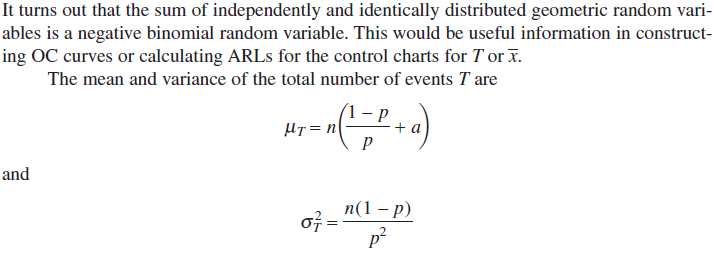 It turns out that the sum of independently and identically distributed geometric random vari-
ables is a negative binomial random variable. This would be useful information in construct-
ing OC curves or calculating ARLs for the control charts for T or x̄.
The mean and variance of the total number of events T are
μ_T = n((1 − p)/p + a)
and
σ_T² = n(1 − p)/p²